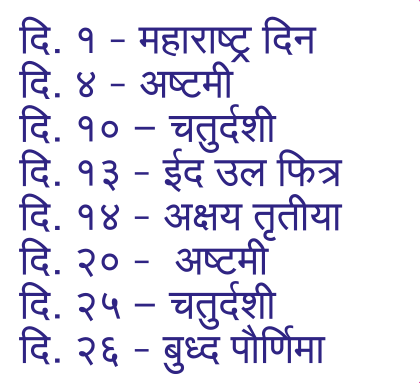 दि. १ - महाराष्ट्र दिन
दि. ४ - अष्टमी
दि. १० – चतुर्दशी
दि. १३ - ईद उल फित्र
दि. १४ - अक्षय तृतीया
दि. २० - अष्टमी
दि. २५ – चतुर्दशी
दि. २६ - बुध्द पौर्णिमा